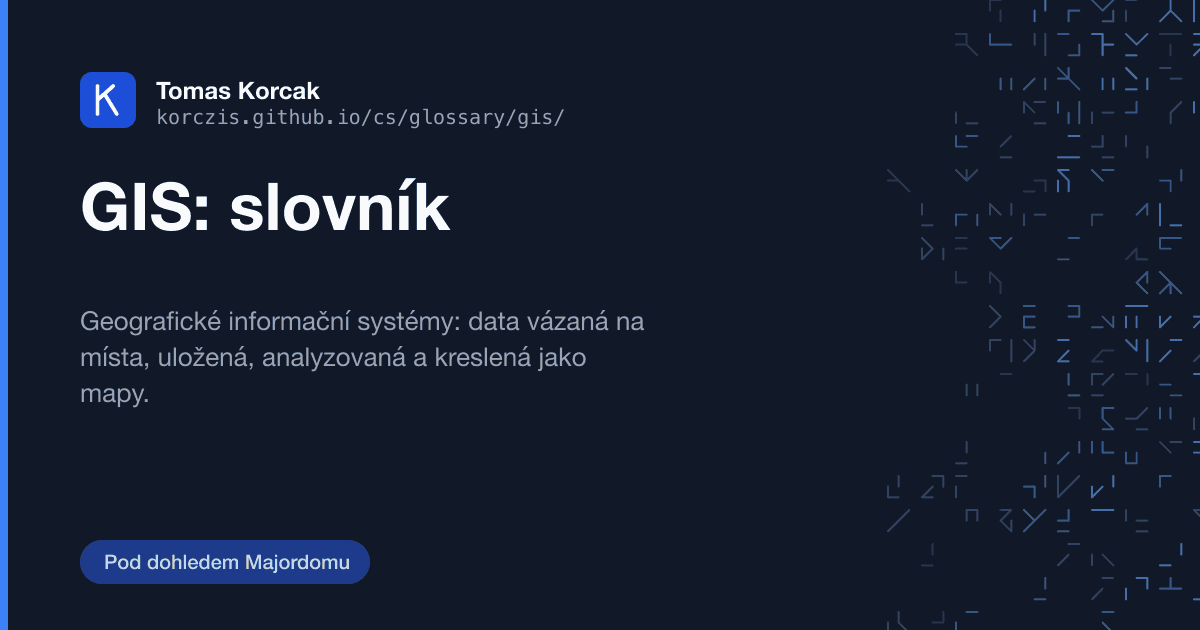 Tomas Korcak
korczis.github.io/cs/glossary/gis/
GIS: slovník
Geografické informační systémy: data vázaná na
místa, uložená, analyzovaná a kreslená jako
mapy.
Pod dohledem Majordomu